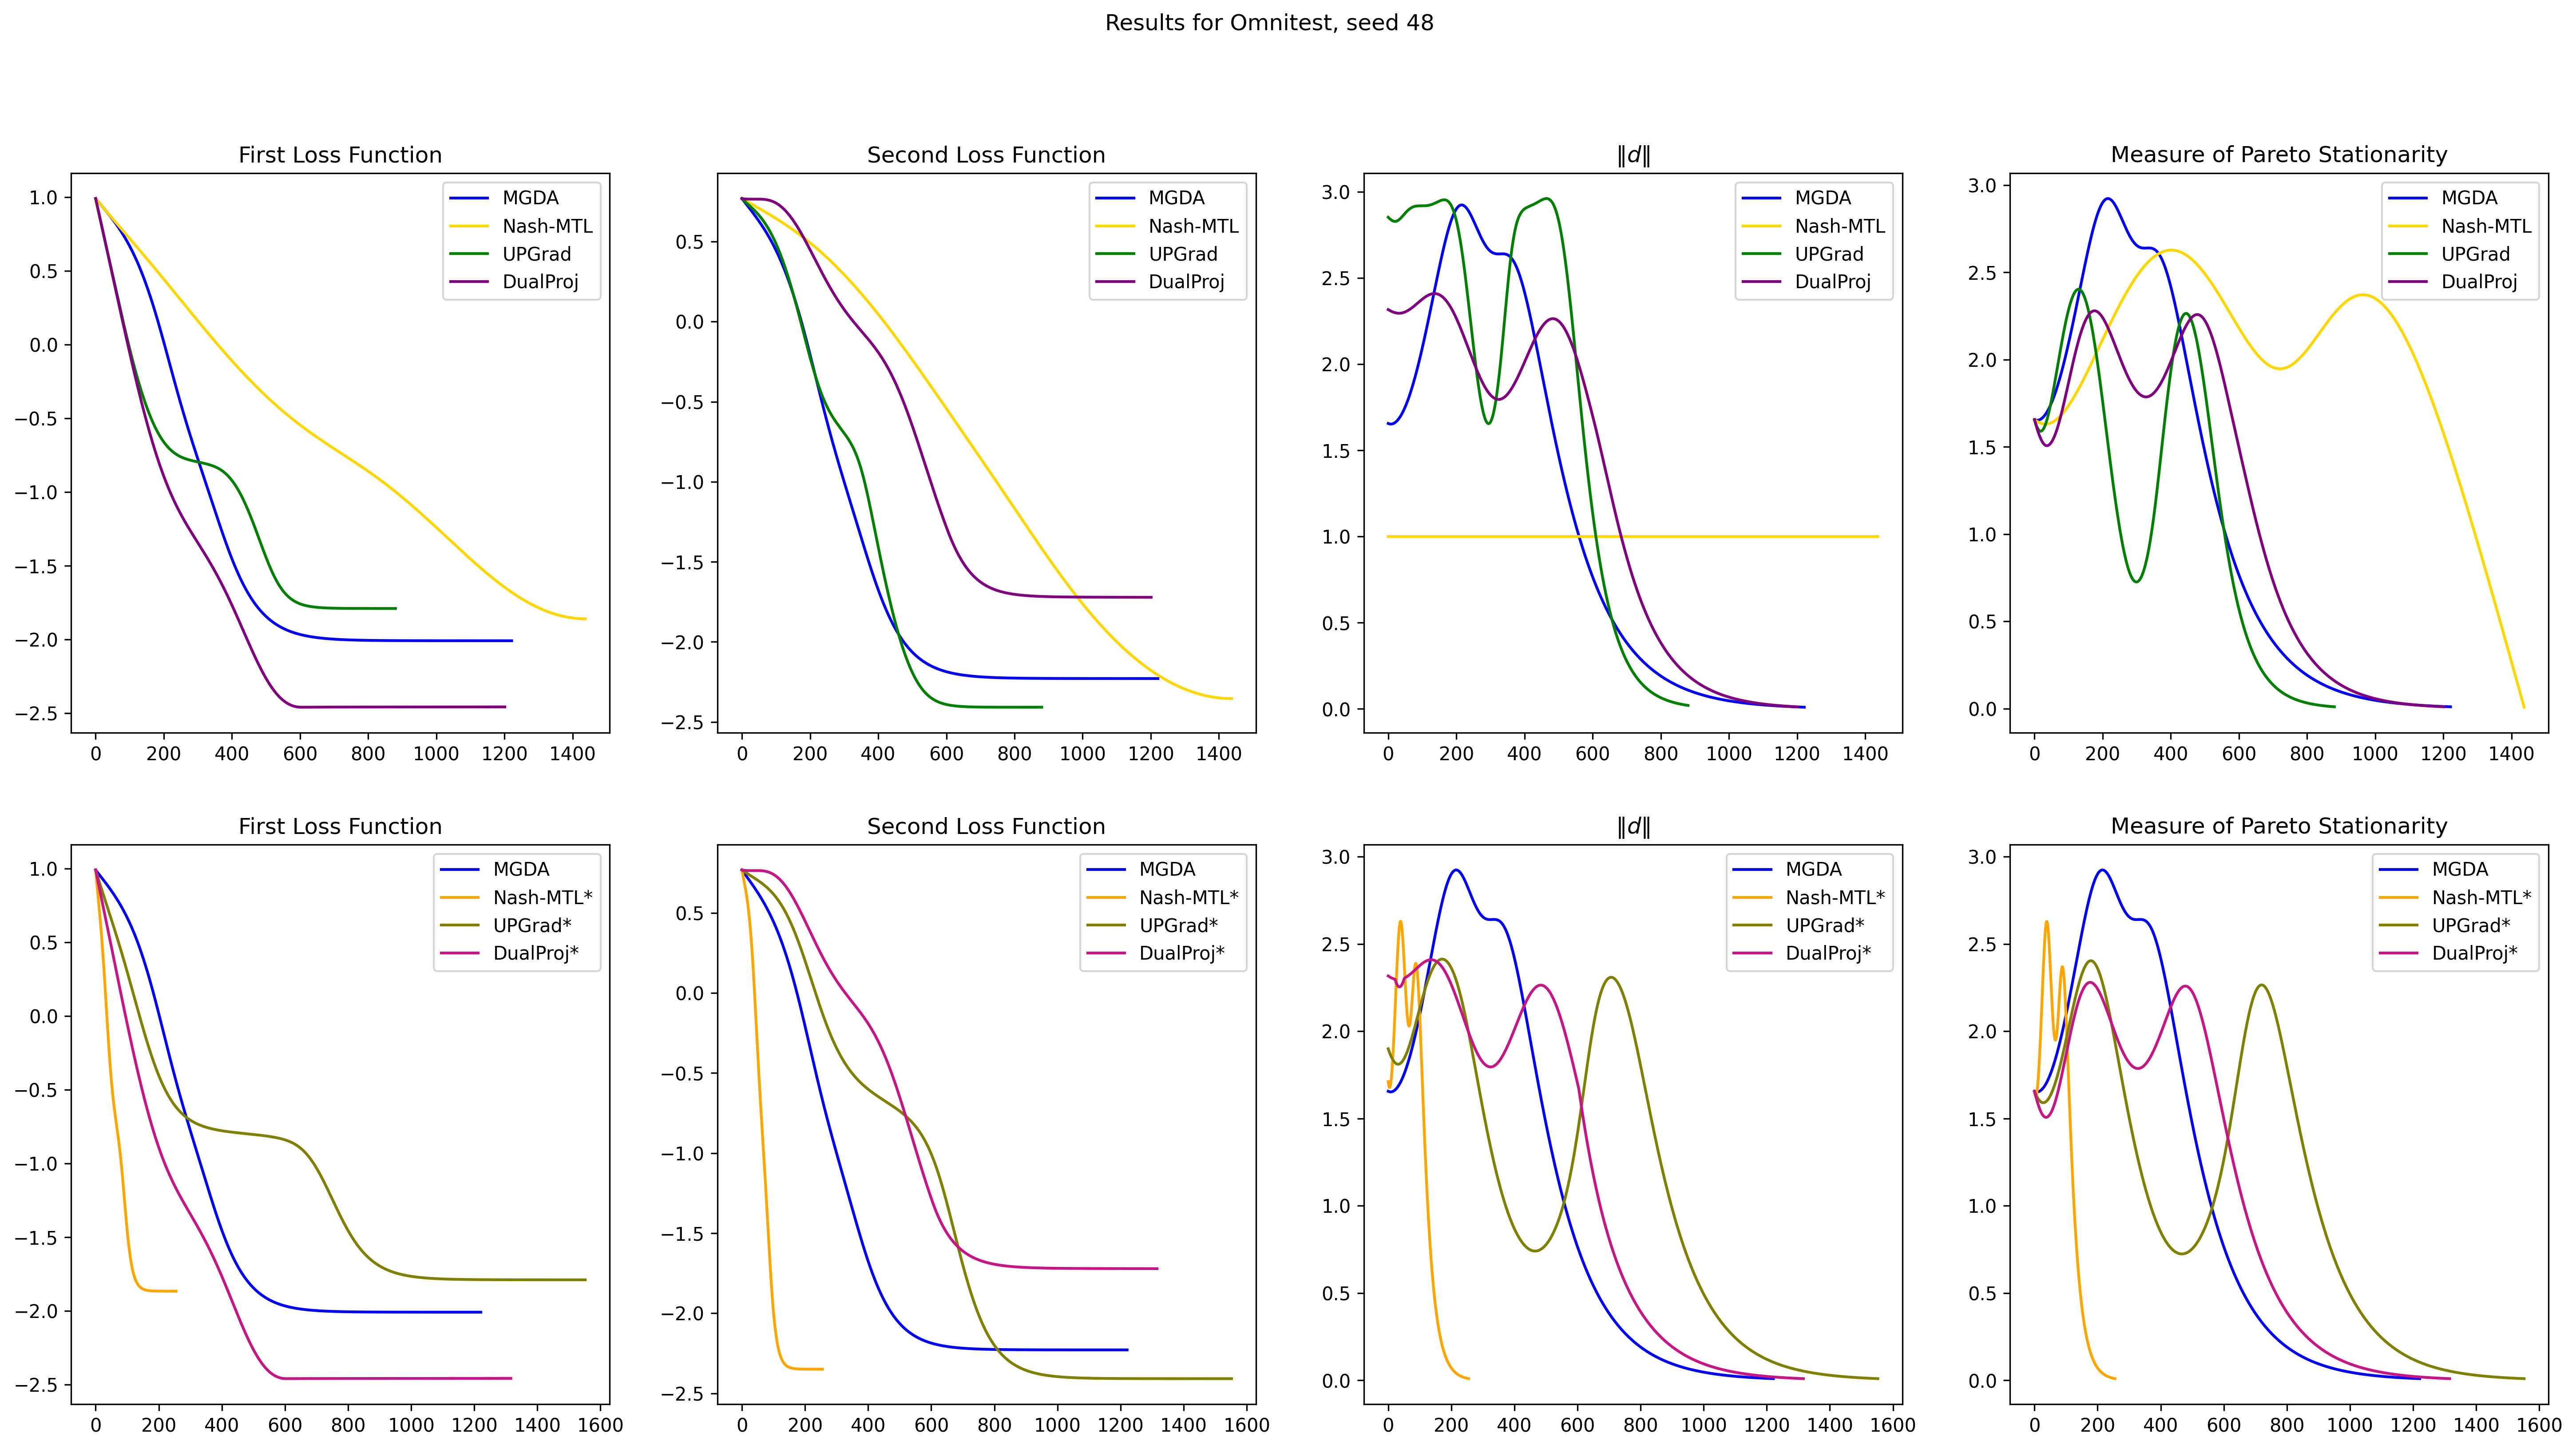 Results for Omnitest, seed 48
First Loss Function
1.0
0.5
0.0
−0.5
−1.0
−1.5
−2.0
−2.5
0 200 400 600 800 1000 1200 1400
MGDA
Nash-MTL
UPGrad
DualProj
Second Loss Function
0.5
0.0
−0.5
−1.0
−1.5
−2.0
−2.5
0 200 400 600 800 1000 1200 1400
MGDA
Nash-MTL
UPGrad
DualProj
‖d‖
3.0
2.5
2.0
1.5
1.0
0.5
0.0
0 200 400 600 800 1000 1200 1400
MGDA
Nash-MTL
UPGrad
DualProj
Measure of Pareto Stationarity
3.0
2.5
2.0
1.5
1.0
0.5
0.0
0 200 400 600 800 1000 1200 1400
MGDA
Nash-MTL
UPGrad
DualProj
First Loss Function
1.0
0.5
0.0
−0.5
−1.0
−1.5
−2.0
−2.5
0 200 400 600 800 1000 1200 1400 1600
MGDA
Nash-MTL*
UPGrad*
DualProj*
Second Loss Function
0.5
0.0
−0.5
−1.0
−1.5
−2.0
−2.5
0 200 400 600 800 1000 1200 1400 1600
MGDA
Nash-MTL*
UPGrad*
DualProj*
‖d‖
3.0
2.5
2.0
1.5
1.0
0.5
0.0
0 200 400 600 800 1000 1200 1400 1600
MGDA
Nash-MTL*
UPGrad*
DualProj*
Measure of Pareto Stationarity
3.0
2.5
2.0
1.5
1.0
0.5
0.0
0 200 400 600 800 1000 1200 1400 1600
MGDA
Nash-MTL*
UPGrad*
DualProj*